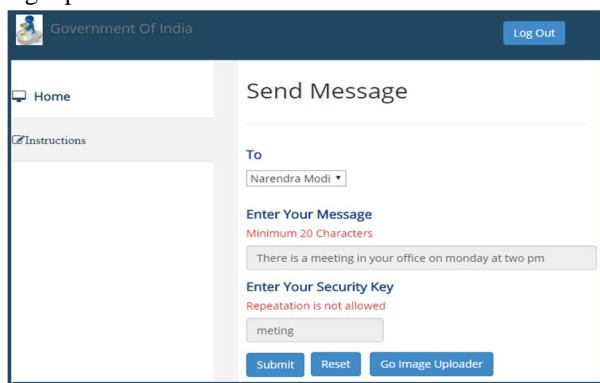 Government Of India
Log Out
Home
Instructions
Send Message
To
Narendra Modi
Enter Your Message
Minimum 20 Characters
There is a meeting in your office on monday at two pm
Enter Your Security Key
Repeatation is not allowed
meting
Submit Reset Go Image Uploader